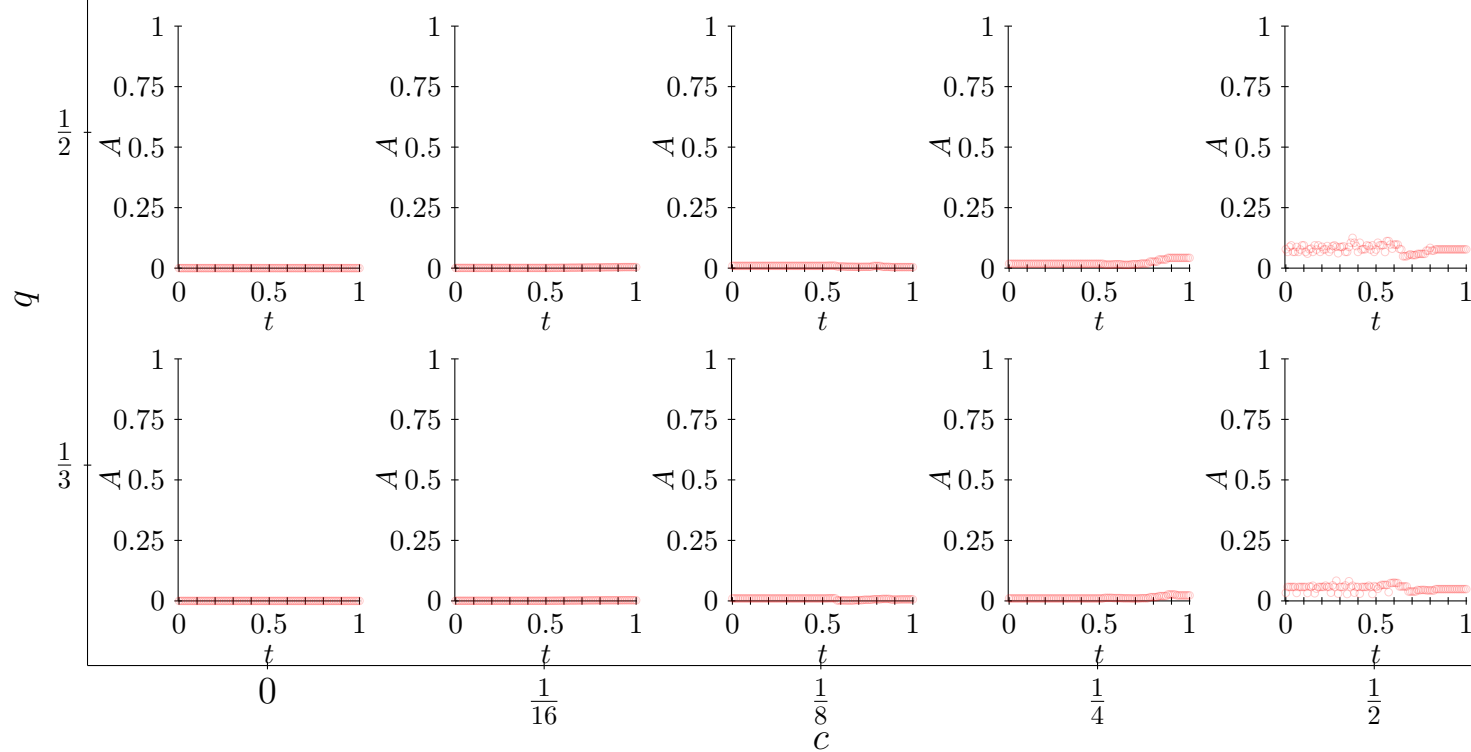 1 1 1 1 1
0.75 0.75 0.75 0.75 0.75
1/2 A 0.5 A 0.5 A 0.5 A 0.5 A 0.5
0.25 0.25 0.25 0.25 0.25
0 0 0 0 0
0 0.5 1 0 0.5 1 0 0.5 1 0 0.5 1 0 0.5 1
q
t t t t t
1 1 1 1 1
0.75 0.75 0.75 0.75 0.75
1/3 A 0.5 A 0.5 A 0.5 A 0.5 A 0.5
0.25 0.25 0.25 0.25 0.25
0 0 0 0 0
0 0.5 1 0 0.5 1 0 0.5 1 0 0.5 1 0 0.5 1
t t t t t
0 1/16 1/8 1/4 1/2
c